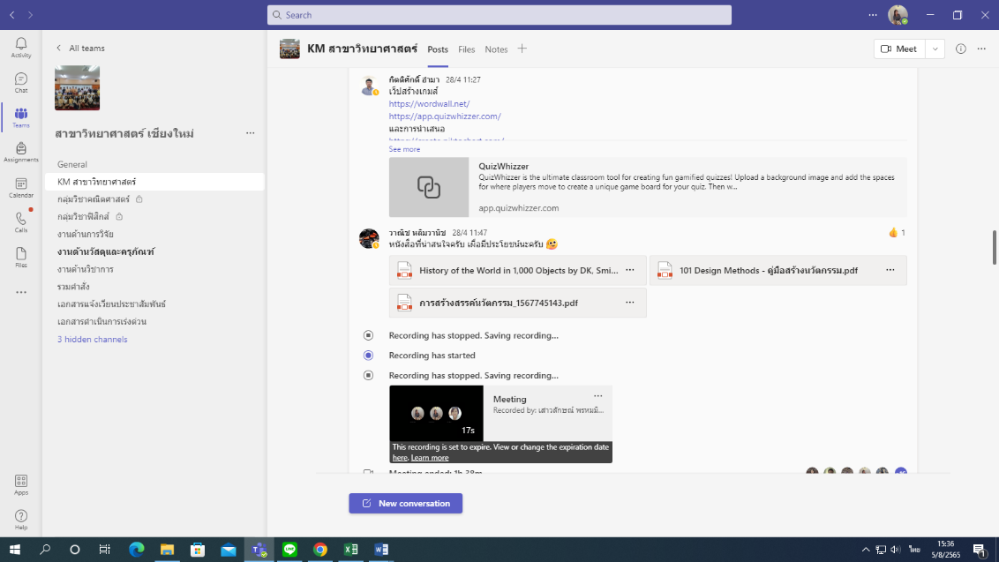 Search
Activity
Chat
Teams
Assignments
Calendar
Calls
Files
Apps
Help
All teams
สาขาวิทยาศาสตร์ เชียงใหม่
General
KM สาขาวิทยาศาสตร์
กลุ่มวิชาคณิตศาสตร์
กลุ่มวิชาฟิสิกส์
งานด้านการวิจัย
งานด้านวัสดุและครุภัณฑ์
งานด้านวิชาการ
รวมคำสั่ง
เอกสารแจ้งเวียนประชาสัมพันธ์
เอกสารดำเนินการเร่งด่วน
3 hidden channels
KM สาขาวิทยาศาสตร์
Posts
Files
Notes
Meet
กิตติศักดิ์ ฮามา 28/4 11:27
เว็ปสร้างเกมส์
https://wordwall.net/
https://app.quizwhizzer.com/
และการนำเสนอ
https://create.piktochart.com/
See more
QuizWhizzer
QuizWhizzer is the ultimate classroom tool for creating fun gamified quizzes! Upload a background image and add the spaces
for where players move to create a unique game board for your quiz. Then w...
app.quizwhizzer.com
วาณิช หลิมวานิช 28/4 11:47
1
หนังสือที่น่าสนใจครับ เผื่อมีประโยชน์นะครับ
History of the World in 1,000 Objects by DK, Smi...
101 Design Methods - คู่มือสร้างนวัตกรรม.pdf
การสร้างสรรค์นวัตกรรม_1567745143.pdf
Recording has stopped. Saving recording...
Recording has started
Recording has stopped. Saving recording...
17s
Meeting
Recorded by: เสาวลักษณ์ พรหมมิ...
This recording is set to expire. View or change the expiration date
here. Learn more
Meeting ended: 1h 38m
New conversation
ไทย
15:36
5/8/2565
1